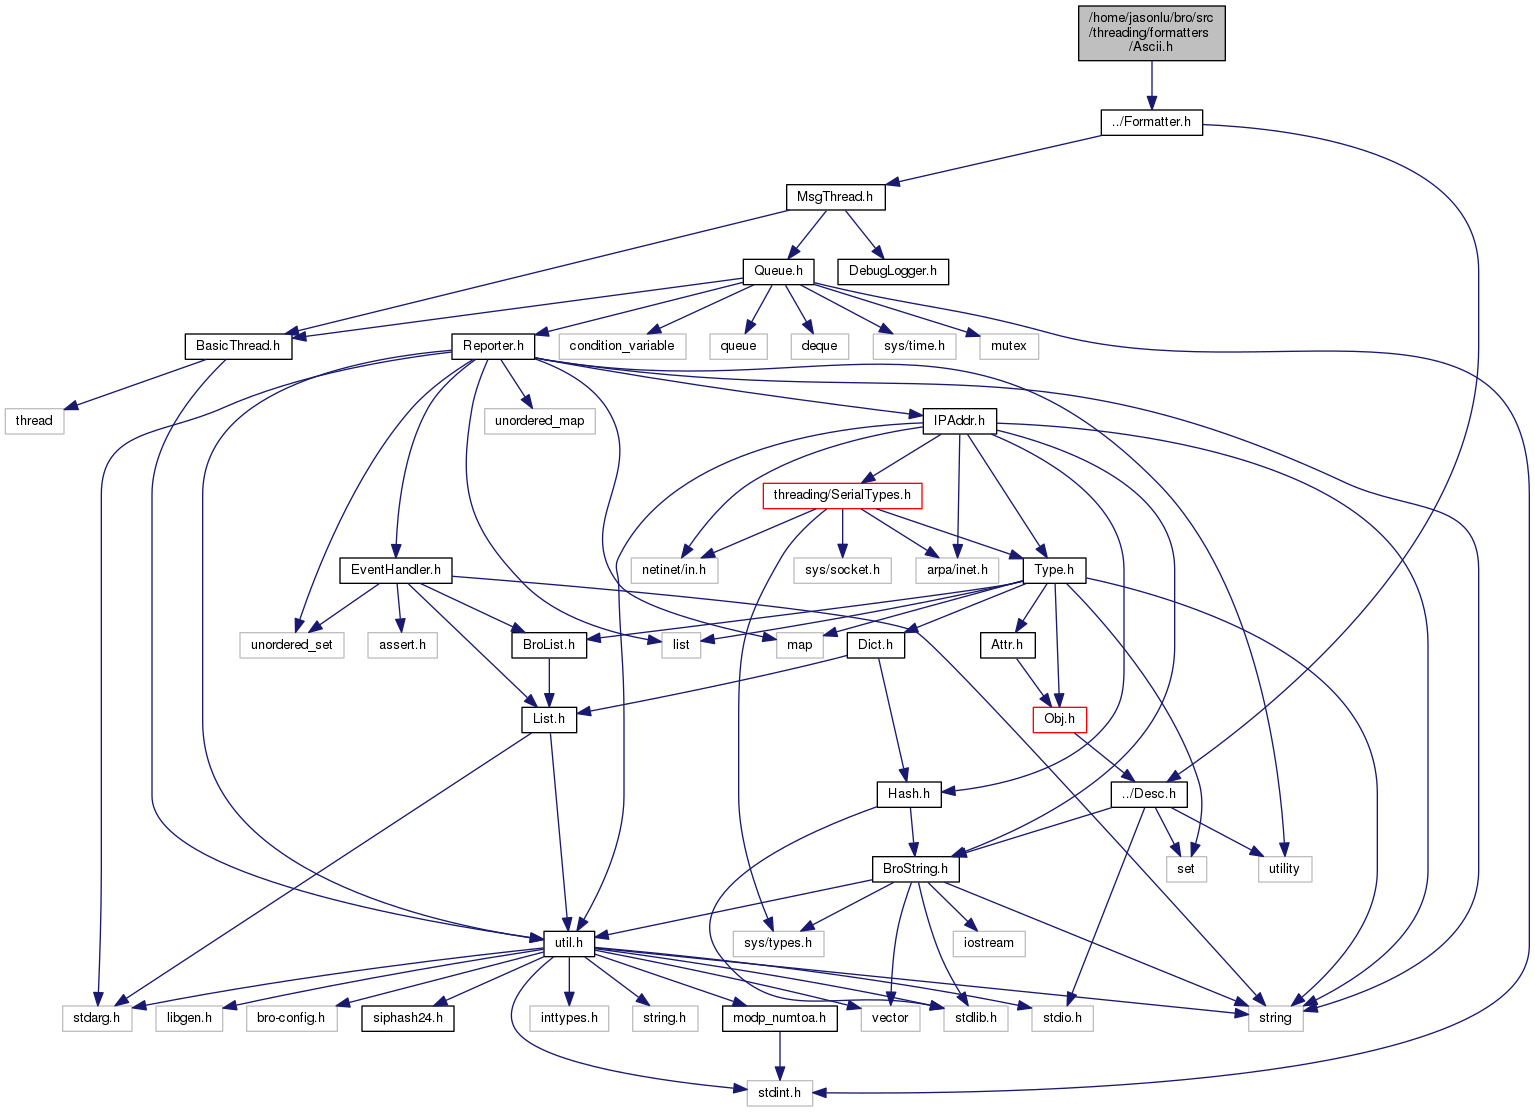 /home/jasonlu/bro/src
/threading/formatters
/Ascii.h
../Formatter.h
MsgThread.h
Queue.h
DebugLogger.h
BasicThread.h
Reporter.h
condition_variable
queue
deque
sys/time.h
mutex
thread
unordered_map
IPAddr.h
threading/SerialTypes.h
EventHandler.h
netinet/in.h
sys/socket.h
arpa/inet.h
Type.h
unordered_set
assert.h
BroList.h
list
map
Dict.h
Attr.h
List.h
Obj.h
Hash.h
../Desc.h
BroString.h
set
utility
util.h
sys/types.h
iostream
stdarg.h
libgen.h
bro-config.h
siphash24.h
inttypes.h
string.h
modp_numtoa.h
vector
stdlib.h
stdio.h
string
stdint.h